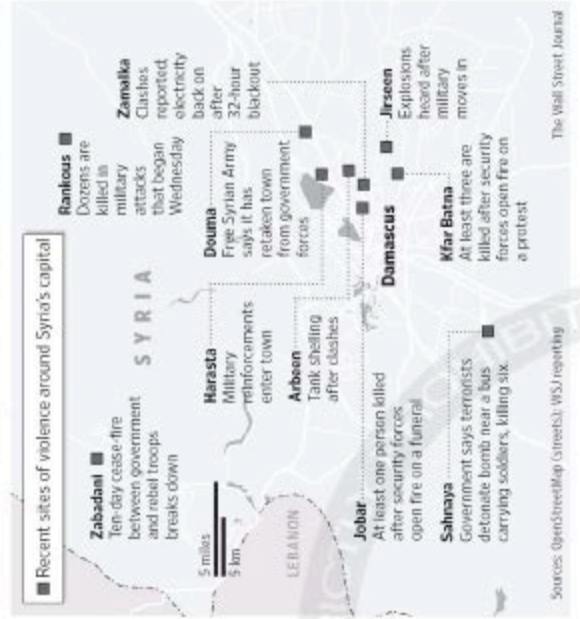 Recent sites of violence around Syria's capital
Rankous
Dozens are
killed in
military
attacks
that began
Wednesday
Zamalka
Clashes
reported;
electricity
back on
after
32-hour
blackout
Zabadani
Ten-day cease-fire
between government
and rebel troops
breaks down
SYRIA
Harasta
Military
reinforcements
enter town
Douma
Free Syrian Army
says it has
retaken town
from government
forces
Arbeen
Tank shelling
after clashes
Jirseen
Explosions
heard after
military
moves in
5 miles
5 km
LEBANON
Damascus
Jobar
At least one person killed
after security forces
open fire on a funeral
Kfar Batna
At least three are
killed after security
forces open fire on
a protest
Sahnaya
Government says terrorists
detonate bomb near a bus
carrying soldiers, killing six.
Sources: OpenStreetMap (streets); WSJ reporting
The Wall Street Journal